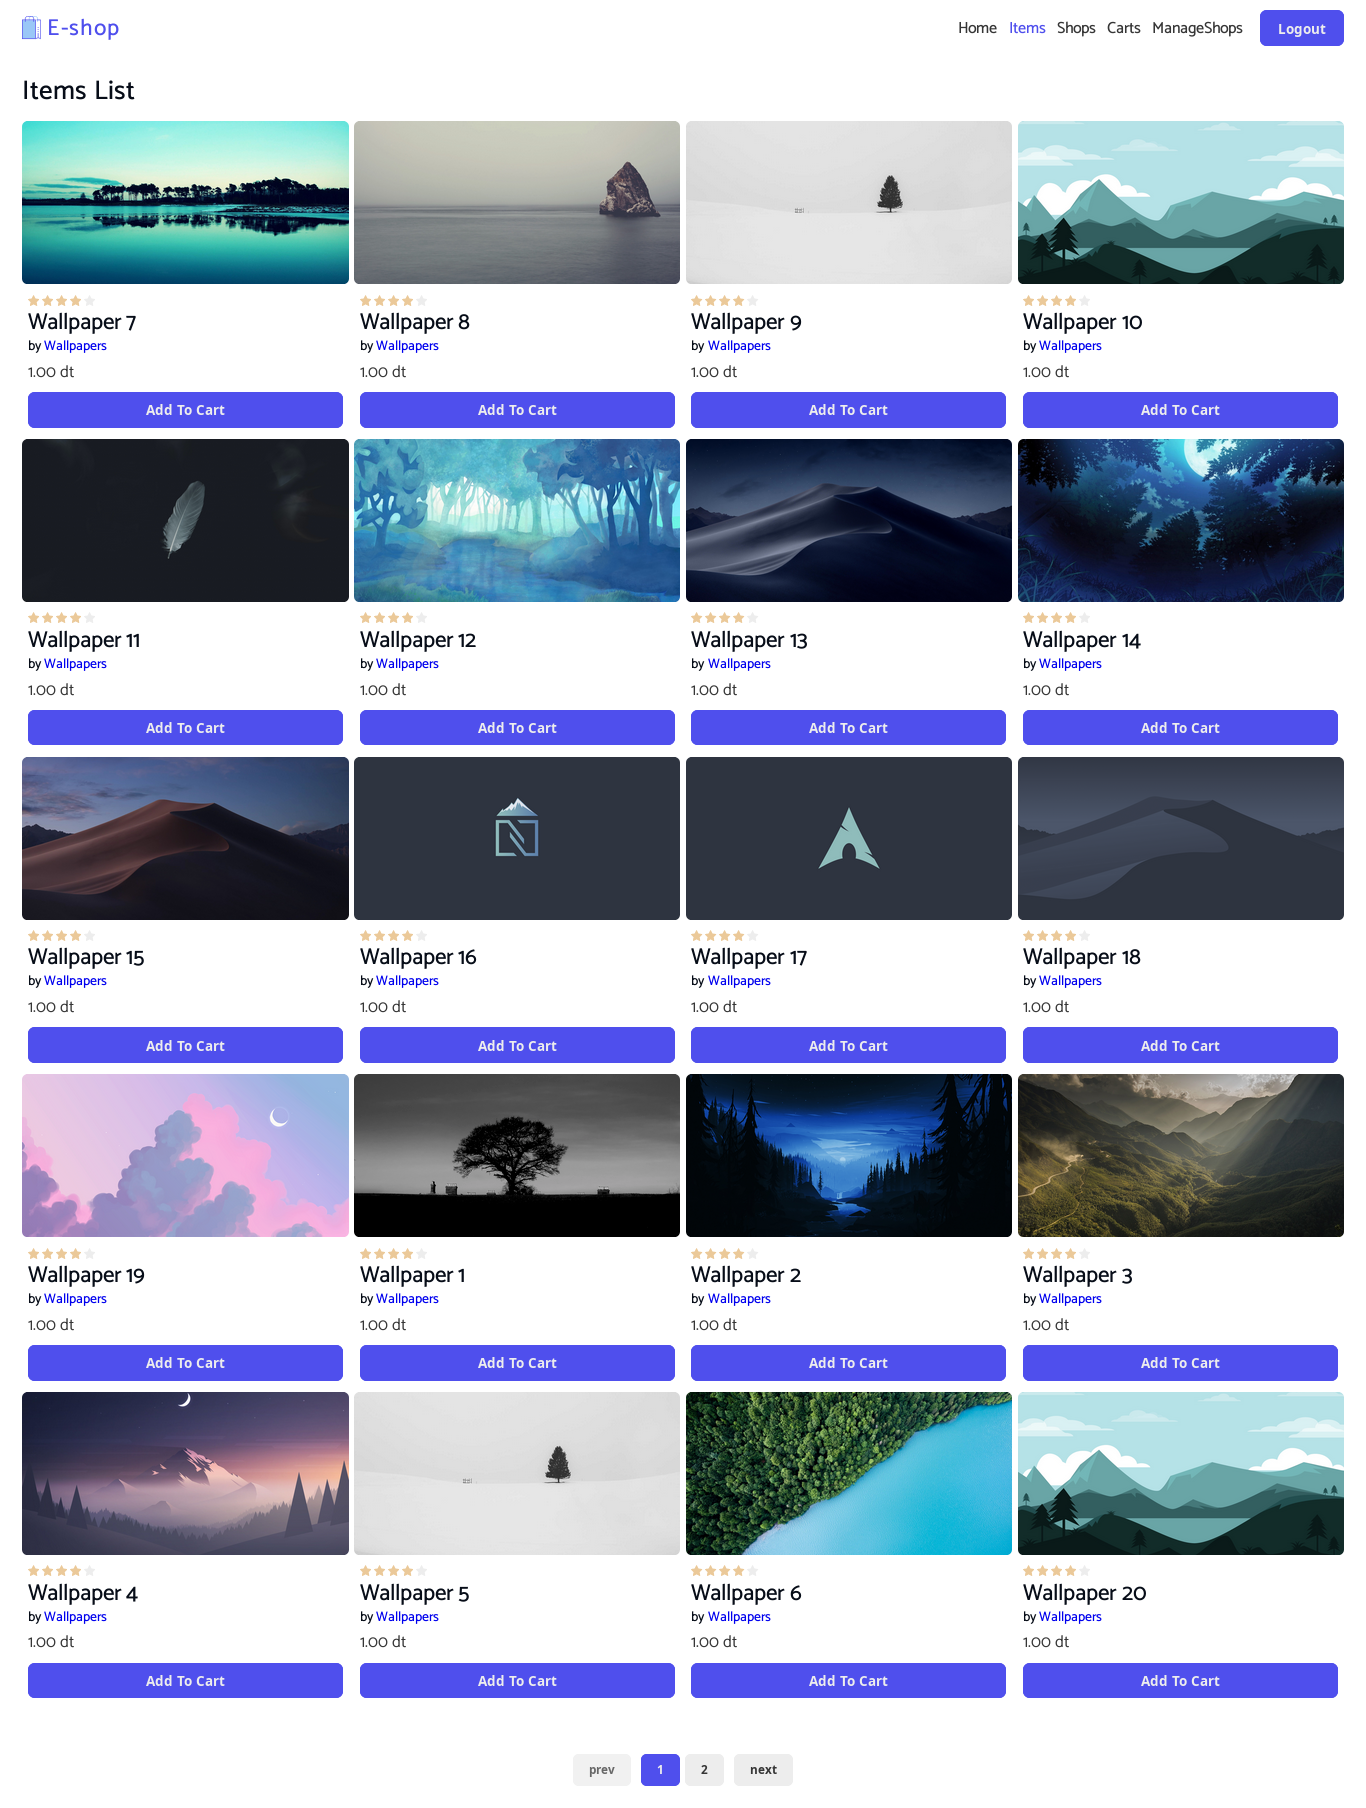 E-shop
Home Items Shops Carts ManageShops Logout
Items List
Wallpaper 7
by Wallpapers
1.00 dt
Add To Cart
Wallpaper 8
by Wallpapers
1.00 dt
Add To Cart
Wallpaper 9
by Wallpapers
1.00 dt
Add To Cart
Wallpaper 10
by Wallpapers
1.00 dt
Add To Cart
Wallpaper 11
by Wallpapers
1.00 dt
Add To Cart
Wallpaper 12
by Wallpapers
1.00 dt
Add To Cart
Wallpaper 13
by Wallpapers
1.00 dt
Add To Cart
Wallpaper 14
by Wallpapers
1.00 dt
Add To Cart
Wallpaper 15
by Wallpapers
1.00 dt
Add To Cart
Wallpaper 16
by Wallpapers
1.00 dt
Add To Cart
Wallpaper 17
by Wallpapers
1.00 dt
Add To Cart
Wallpaper 18
by Wallpapers
1.00 dt
Add To Cart
Wallpaper 19
by Wallpapers
1.00 dt
Add To Cart
Wallpaper 1
by Wallpapers
1.00 dt
Add To Cart
Wallpaper 2
by Wallpapers
1.00 dt
Add To Cart
Wallpaper 3
by Wallpapers
1.00 dt
Add To Cart
Wallpaper 4
by Wallpapers
1.00 dt
Add To Cart
Wallpaper 5
by Wallpapers
1.00 dt
Add To Cart
Wallpaper 6
by Wallpapers
1.00 dt
Add To Cart
Wallpaper 20
by Wallpapers
1.00 dt
Add To Cart
prev 1 2 next